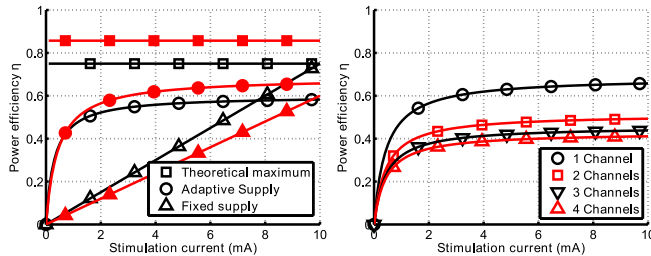 1
0.8
0.6
0.4
0.2
0
0 2 4 6 8 10
Power efficiency η
Stimulation current (mA)
Theoretical maximum
Adaptive Supply
Fixed supply
1
0.8
0.6
0.4
0.2
0
0 2 4 6 8 10
Power efficiency η
Stimulation current (mA)
1 Channel
2 Channels
3 Channels
4 Channels